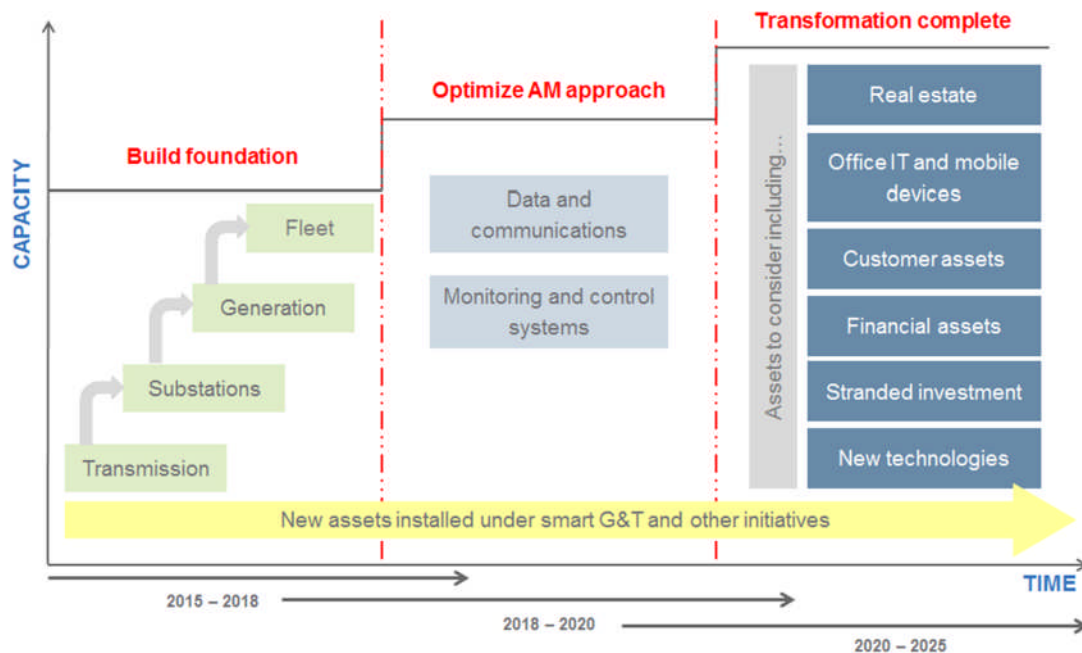 Transformation complete
Optimize AM approach
Build foundation
CAPACITY
Fleet
Generation
Substations
Transmission
Data and
communications
Monitoring and control
systems
Assets to consider including…
Real estate
Office IT and mobile
devices
Customer assets
Financial assets
Stranded investment
New technologies
New assets installed under smart G&T and other initiatives
TIME
2015 – 2018
2018 – 2020
2020 – 2025